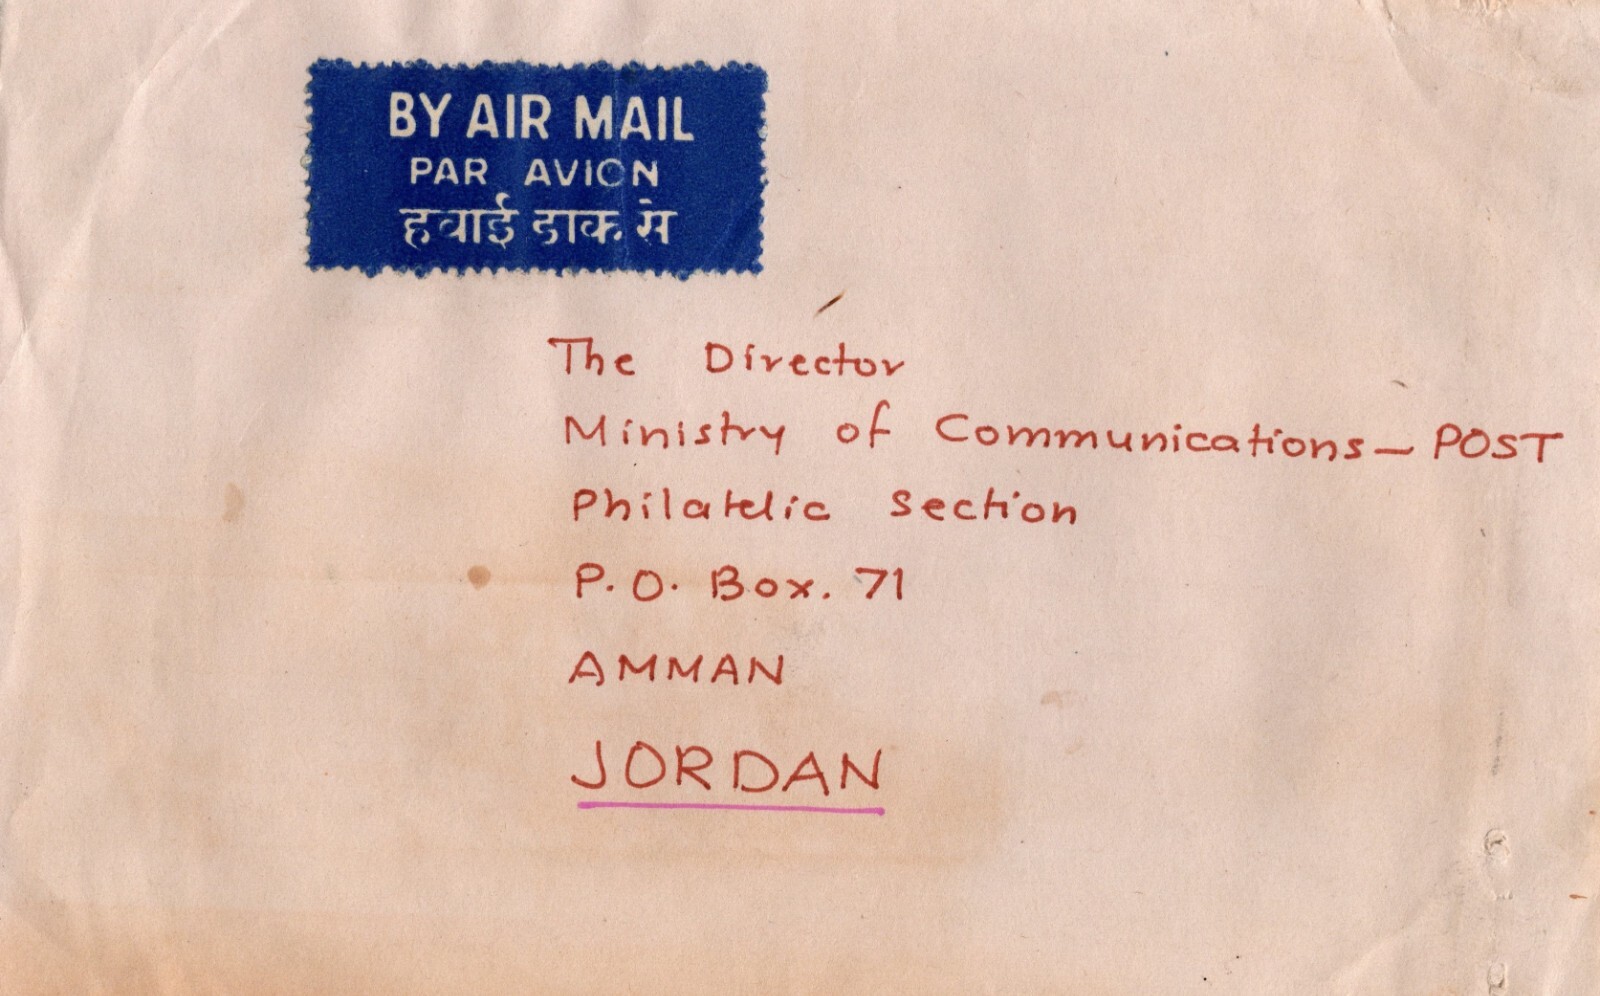 BY AIR MAIL
PAR AVION
हवाई डाक से
The Director
Ministry of Communications – POST
Philatelic Section
P.O. Box. 71
AMMAN
JORDAN